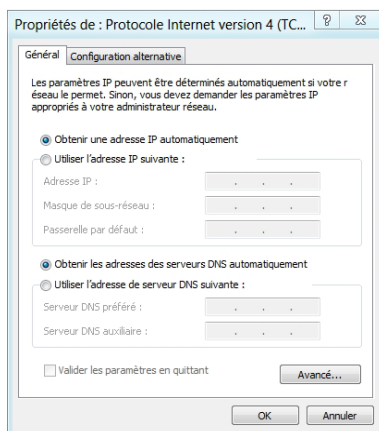 Propriétés de : Protocole Internet version 4 (TC...
Général
Configuration alternative
Les paramètres IP peuvent être déterminés automatiquement si votre r
éseau le permet. Sinon, vous devez demander les paramètres IP
appropriés à votre administrateur réseau.
Obtenir une adresse IP automatiquement
Utiliser l'adresse IP suivante :
Adresse IP :
Masque de sous-réseau :
Passerelle par défaut :
Obtenir les adresses des serveurs DNS automatiquement
Utiliser l'adresse de serveur DNS suivante :
Serveur DNS préféré :
Serveur DNS auxiliaire :
Valider les paramètres en quittant
Avancé...
OK
Annuler